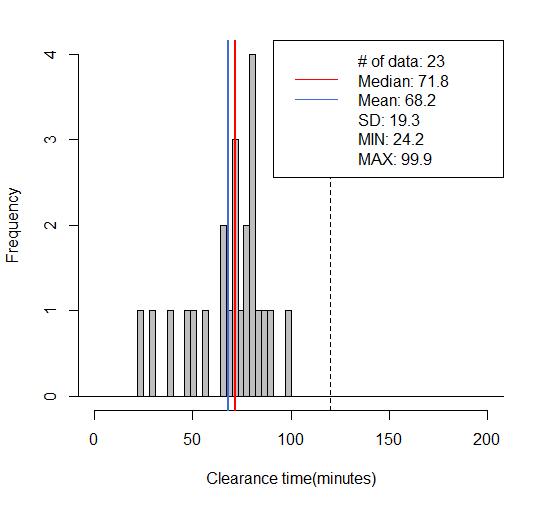 # of data: 23
Median: 71.8
Mean: 68.2
SD: 19.3
MIN: 24.2
MAX: 99.9
Frequency
4
3
2
1
0
0 50 100 150 200
Clearance time(minutes)